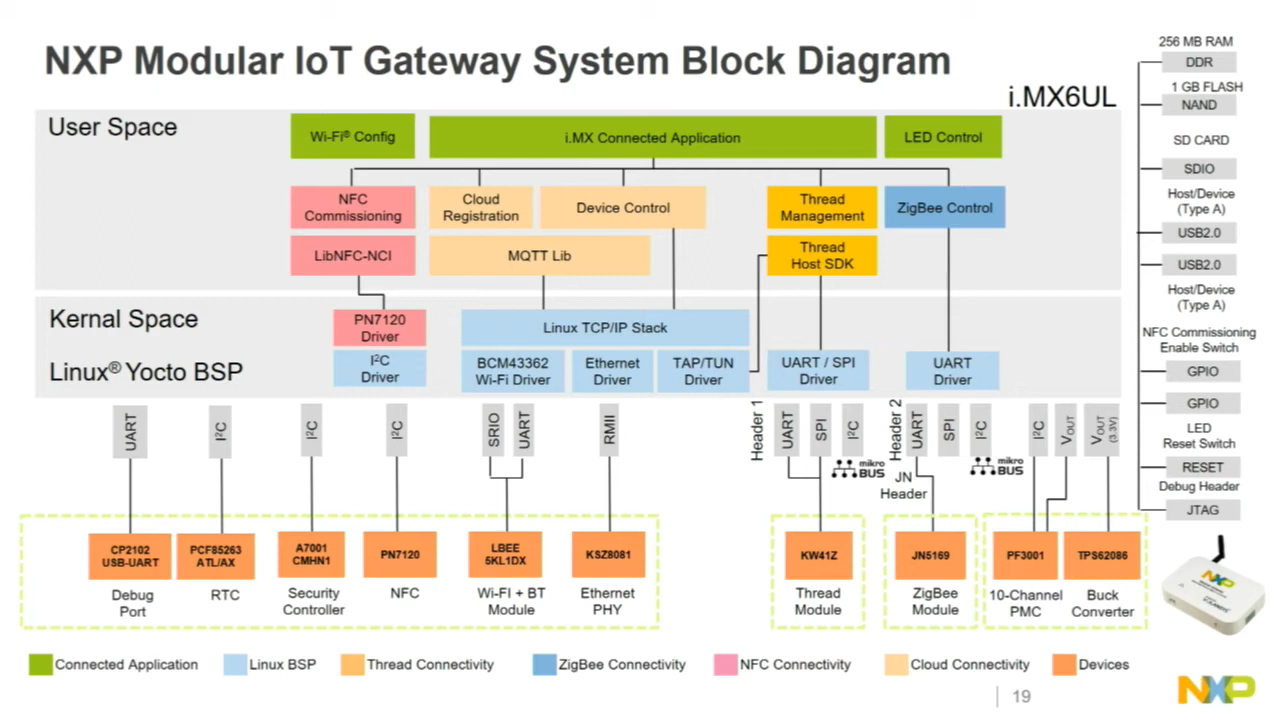 NXP Modular IoT Gateway System Block Diagram
i.MX6UL
256 MB RAM
DDR
1 GB FLASH
NAND
SD CARD
SDIO
Host/Device
(Type A)
USB2.0
USB2.0
Host/Device
(Type A)
NFC Commissioning
Enable Switch
GPIO
GPIO
LED
Reset Switch
RESET
Debug Header
JTAG
User Space
Wi-Fi® Config
i.MX Connected Application
LED Control
NFC
Commissioning
Cloud
Registration
Device Control
Thread
Management
ZigBee Control
LibNFC-NCI
MQTT Lib
Thread
Host SDK
Kernal Space
PN7120
Driver
Linux TCP/IP Stack
Linux® Yocto BSP
I²C
Driver
BCM43362
Wi-Fi Driver
Ethernet
Driver
TAP/TUN
Driver
UART / SPI
Driver
UART
Driver
UART
I²C
I²C
I²C
SRIO
UART
RMII
Header 1
UART
SPI
I²C
mikro
BUS
Header 2
UART
SPI
I²C
mikro
BUS
JN
Header
I²C
VOUT
VOUT
(3.3V)
CP2102
USB-UART
Debug
Port
PCF85263
ATL/AX
RTC
A7001
CMHN1
Security
Controller
PN7120
NFC
LBEE
5KL1DX
Wi-FI + BT
Module
KSZ8081
Ethernet
PHY
KW41Z
Thread
Module
JN5169
ZigBee
Module
PF3001
10-Channel
PMC
TPS62086
Buck
Converter
NXP
Connected Application
Linux BSP
Thread Connectivity
ZigBee Connectivity
NFC Connectivity
Cloud Connectivity
Devices
19
NXP